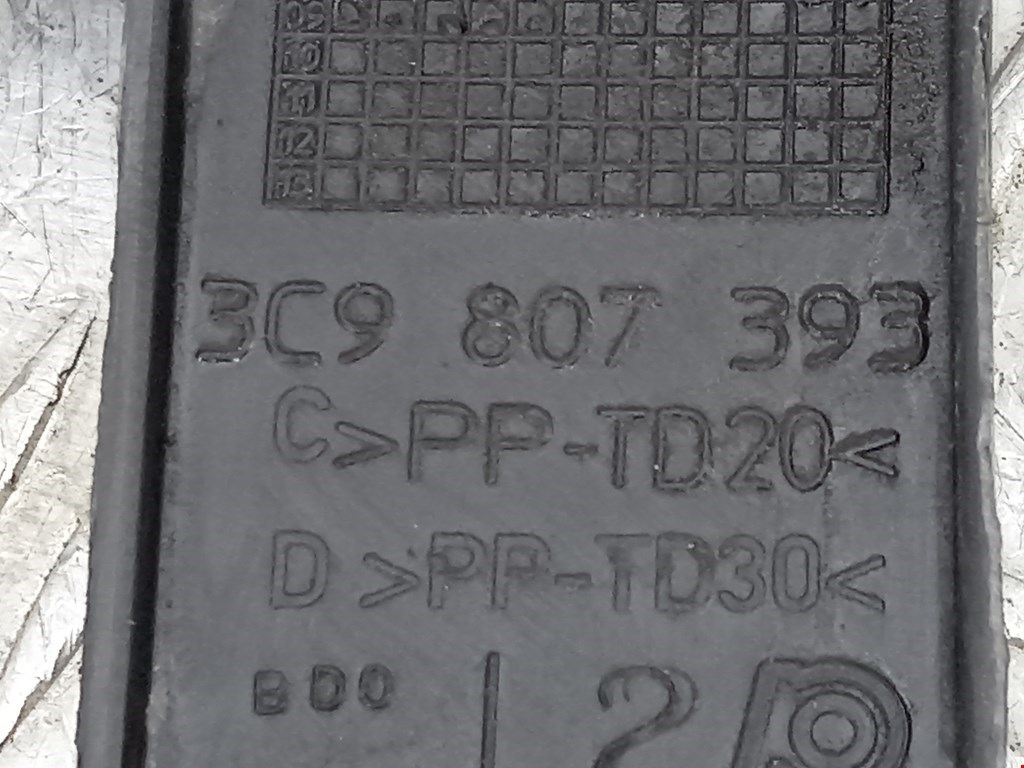 09
10
11
12
13
3C9 807 393
C >PP-TD20<
D >PP-TD30<
BDO
2